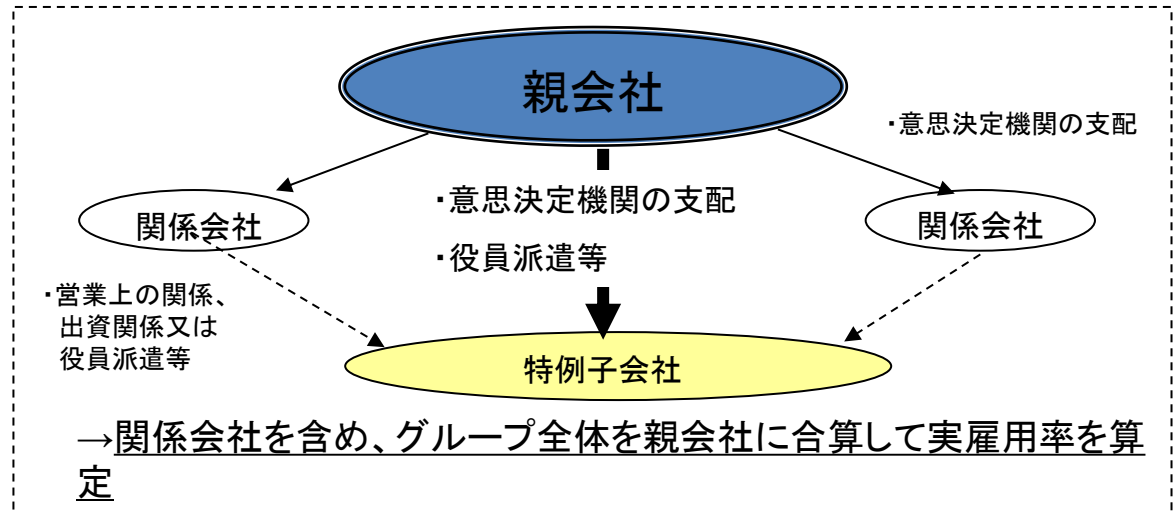 親会社
・意思決定機関の支配
・意思決定機関の支配
・役員派遣等
関係会社
関係会社
・営業上の関係、
出資関係又は
役員派遣等
特例子会社
→関係会社を含め、グループ全体を親会社に合算して実雇用率を算
定